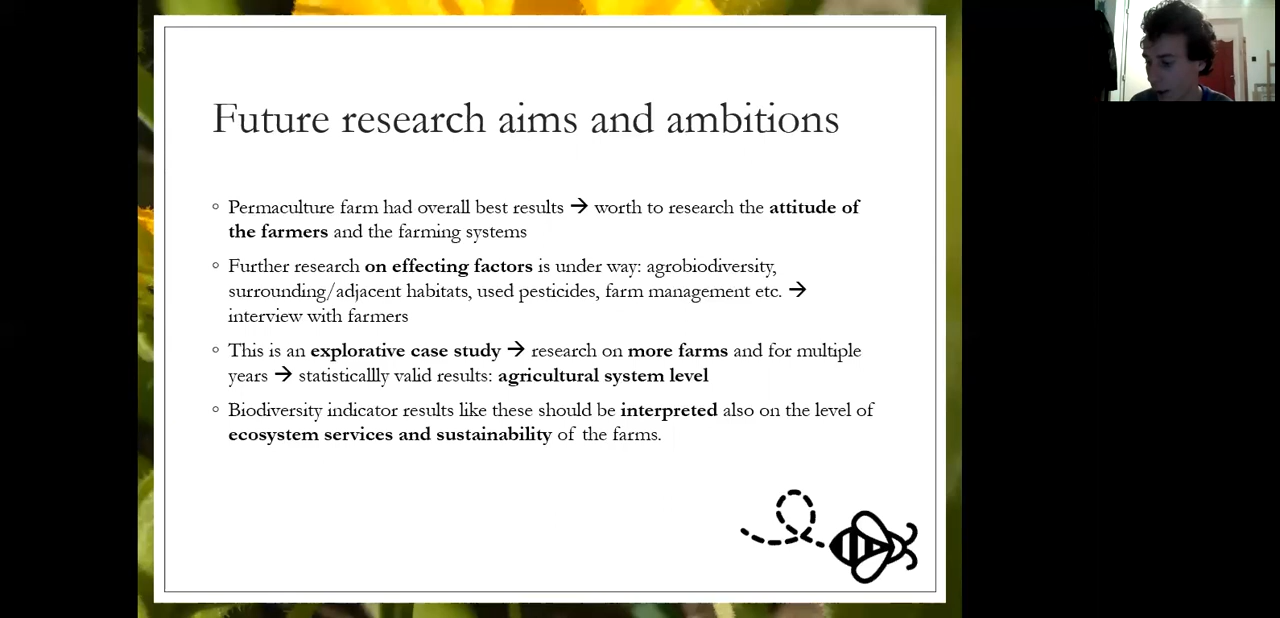 Future research aims and ambitions
◦ Permaculture farm had overall best results → worth to research the attitude of
the farmers and the farming systems
◦ Further research on effecting factors is under way: agrobiodiversity,
surrounding/adjacent habitats, used pesticides, farm management etc. →
interview with farmers
◦ This is an explorative case study → research on more farms and for multiple
years → statisticallly valid results: agricultural system level
◦ Biodiversity indicator results like these should be interpreted also on the level of
ecosystem services and sustainability of the farms.